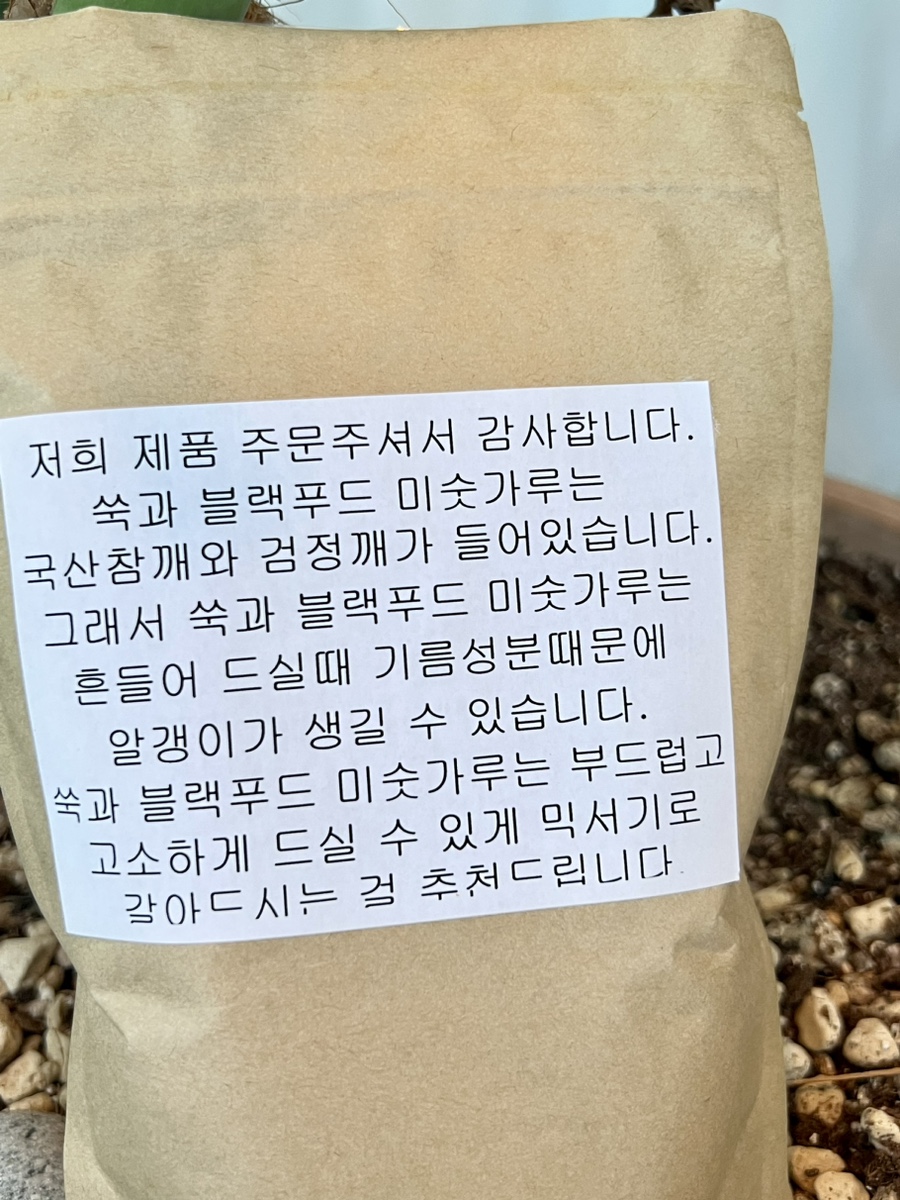 저희 제품 주문주셔서 감사합니다.
쑥과 블랙푸드 미숫가루는
국산참깨와 검정깨가 들어있습니다.
그래서 쑥과 블랙푸드 미숫가루는
흔들어 드실때 기름성분때문에
알갱이가 생길 수 있습니다.
쑥과 블랙푸드 미숫가루는 부드럽고
고소하게 드실 수 있게 믹서기로
갈아드시는 걸 추천드립니다.